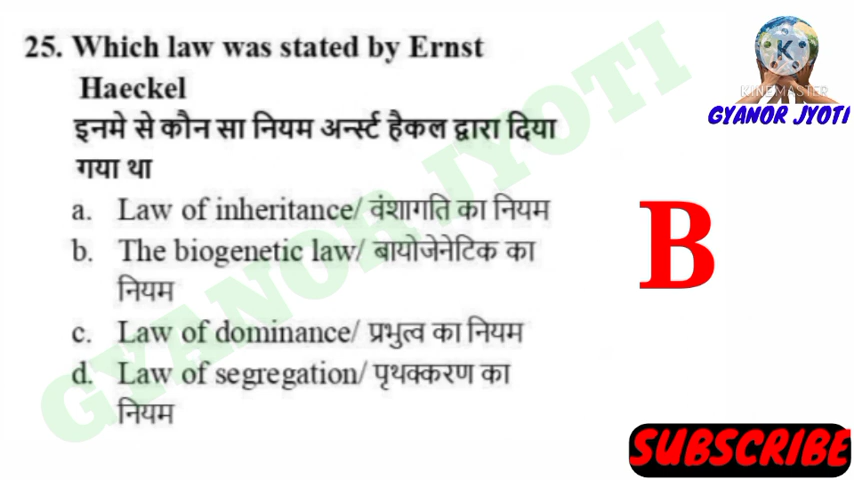 25. Which law was stated by Ernst
Haeckel
इनमे से कौन सा नियम अर्न्स्ट हैकल द्वारा दिया
गया था
a. Law of inheritance/ वंशागति का नियम
b. The biogenetic law/ बायोजेनेटिक का
नियम
c. Law of dominance/ प्रभुत्व का नियम
d. Law of segregation/ पृथक्करण का
नियम
GYANOR JYOTI
K
KINEMASTER
GYANOR JYOTI
B
SUBSCRIBE